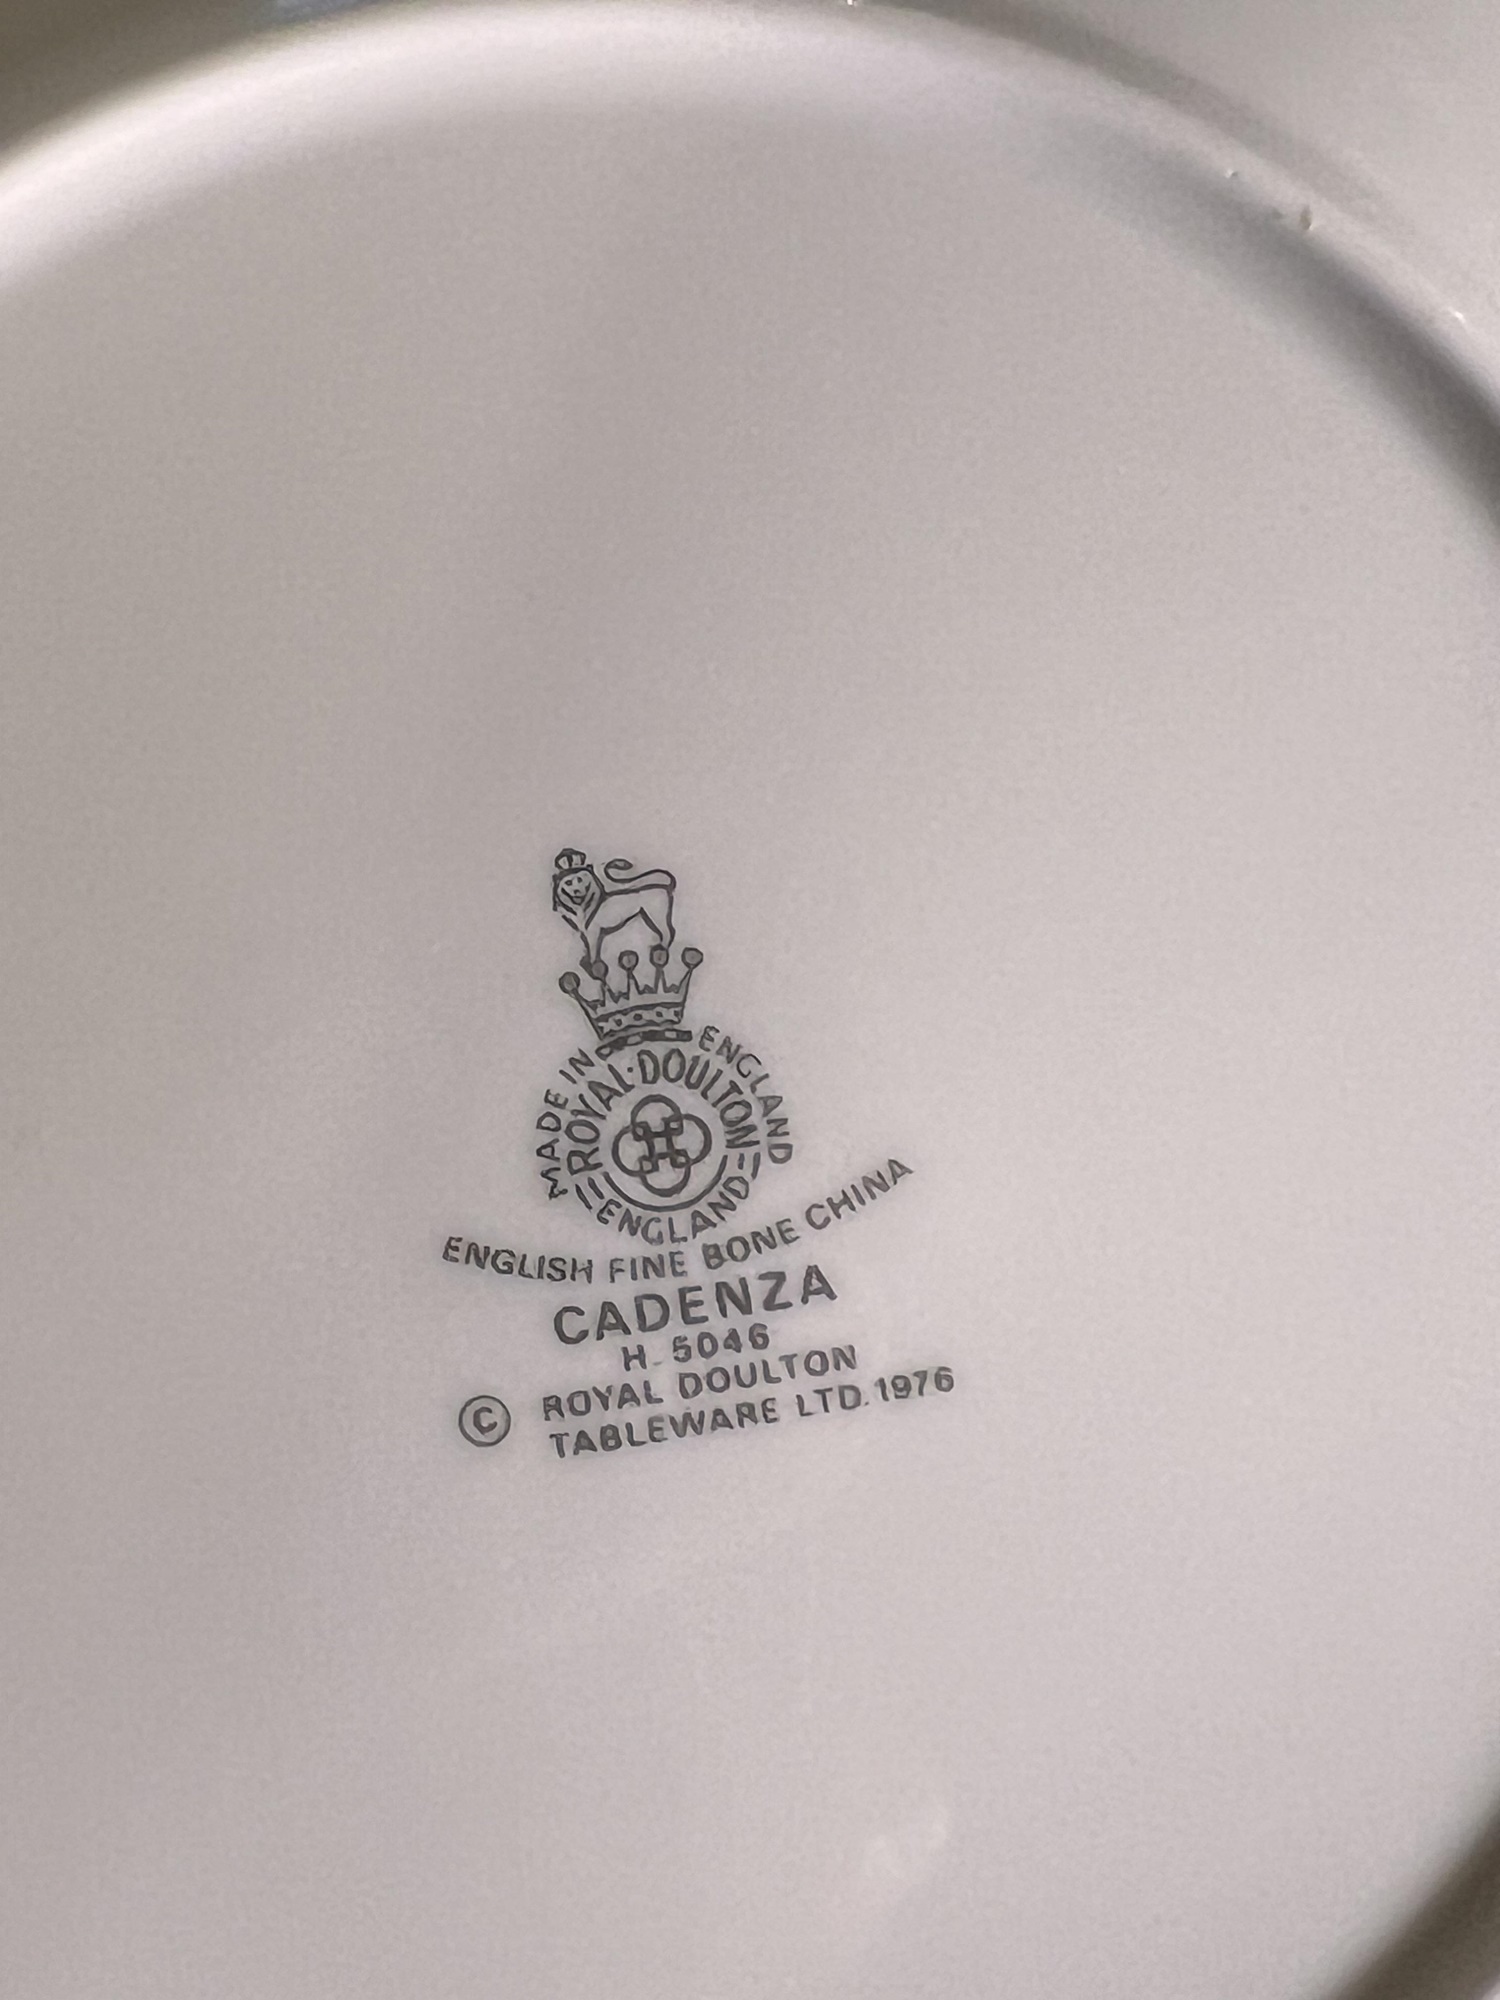 MADE IN ENGLAND
ROYAL·DOULTON
ENGLAND
ENGLISH FINE BONE CHINA
CADENZA
H. 5046
© ROYAL DOULTON
TABLEWARE LTD. 1976